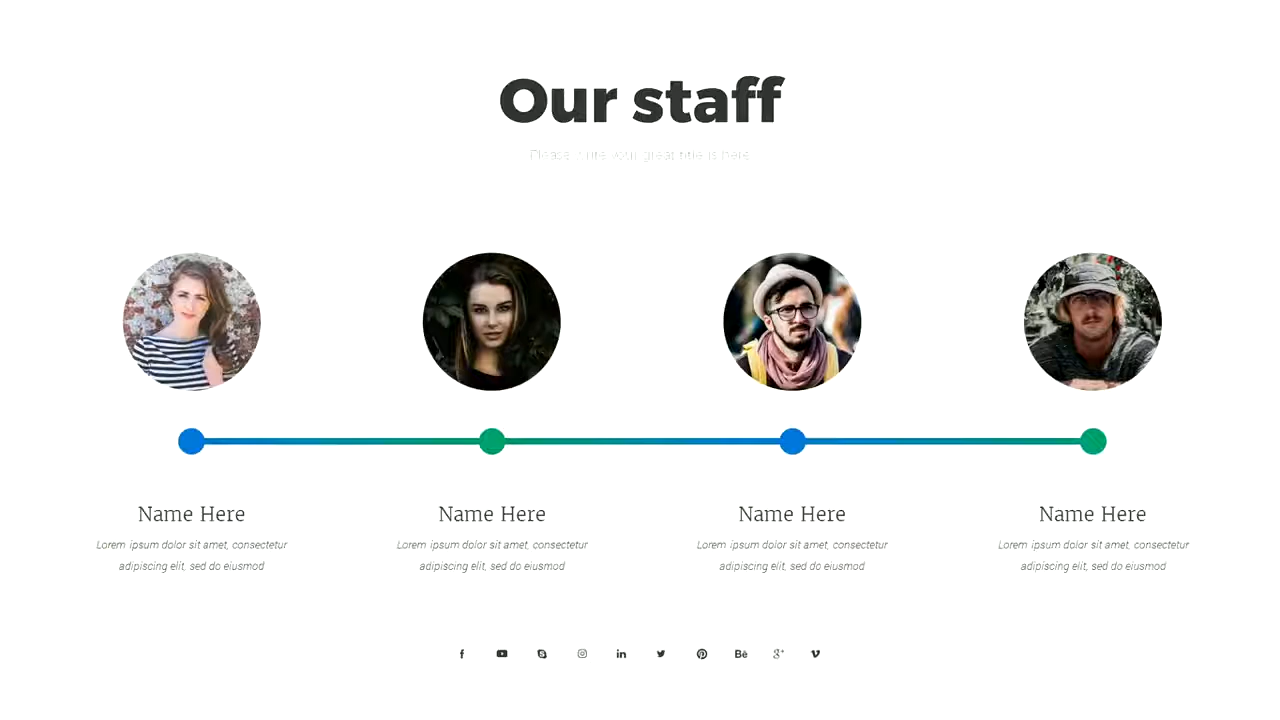 Our staff
Please write your great title is here
Name Here
Lorem ipsum dolor sit amet, consectetur
adipiscing elit, sed do eiusmod
Name Here
Lorem ipsum dolor sit amet, consectetur
adipiscing elit, sed do eiusmod
Name Here
Lorem ipsum dolor sit amet, consectetur
adipiscing elit, sed do eiusmod
Name Here
Lorem ipsum dolor sit amet, consectetur
adipiscing elit, sed do eiusmod